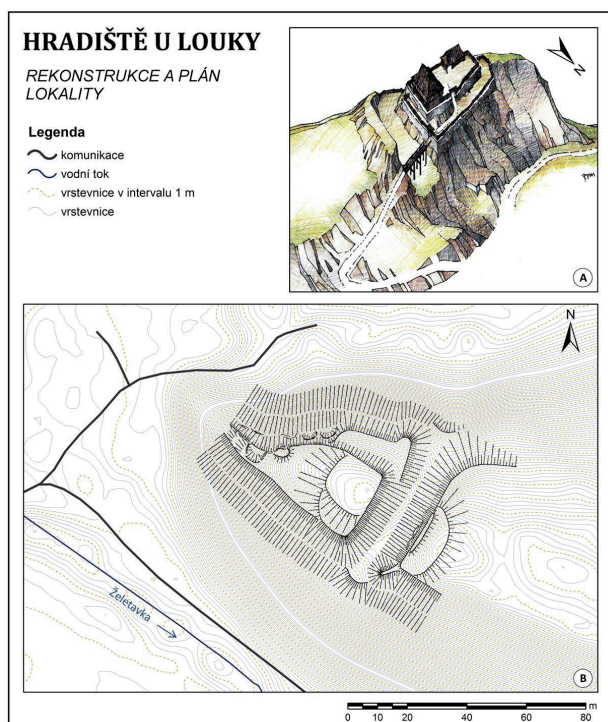 HRADIŠTĚ U LOUKY
REKONSTRUKCE A PLÁN
LOKALITY
Legenda
komunikace
vodní tok
vrstevnice v intervalu 1 m
vrstevnice
N
A
N
Želetavka
B
m
0 10 20 40 60 80